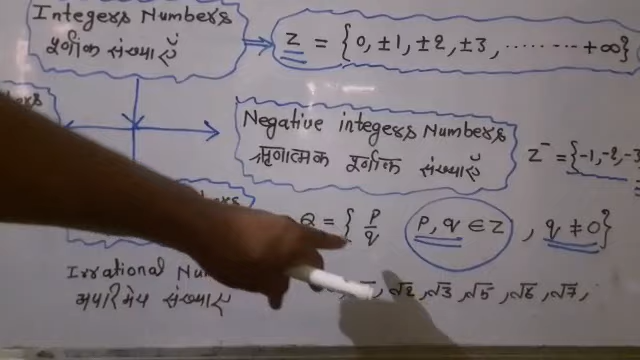 Integers Numbers
पूर्णांक संख्याएँ
Z = {0, ±1, ±2, ±3, ......... +∞}
Negative integers Numbers
ऋणात्मक पूर्णांक संख्याएँ
Z⁻ = {-1, -2, -3
Q = { p/q p, q ∈ Z , q ≠ 0}
Irrational Nu
अपरिमेय संख्याएँ
, √2, √3, √5, √6, √7,